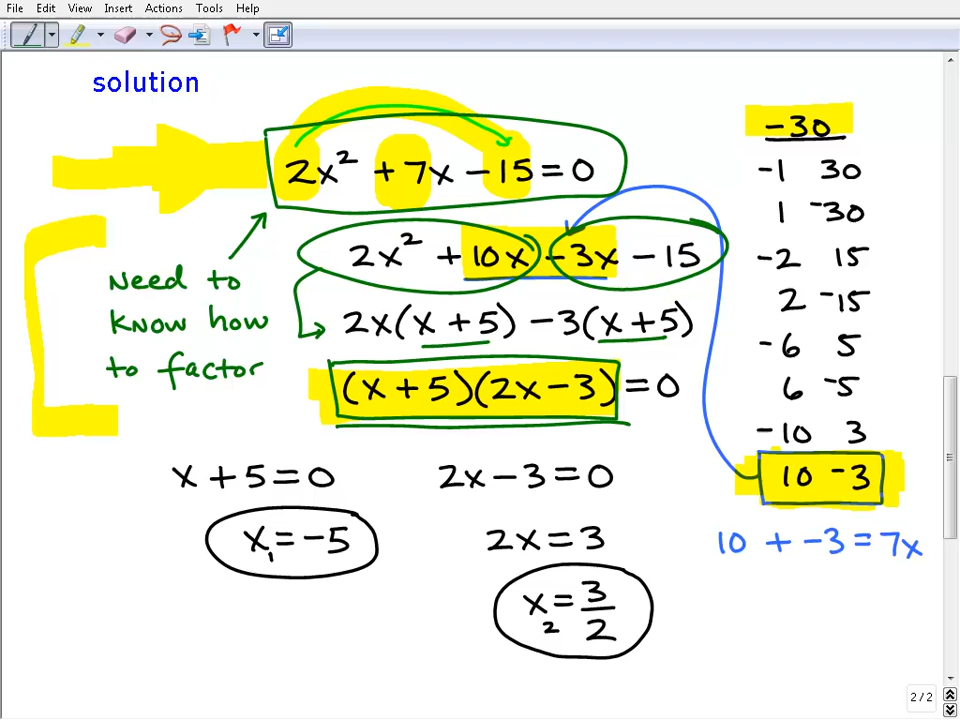 File Edit View Insert Actions Tools Help
solution
2x² + 7x - 15 = 0
2x² + 10x - 3x - 15
2x(x + 5) - 3(x + 5)
(x + 5)(2x - 3) = 0
Need to
know how
to factor
x + 5 = 0
x₁ = -5
2x - 3 = 0
2x = 3
x₂ = 3/2
-30
-1 30
1 -30
-2 15
2 -15
-6 5
6 -5
-10 3
10 -3
10 + -3 = 7x
2 / 2